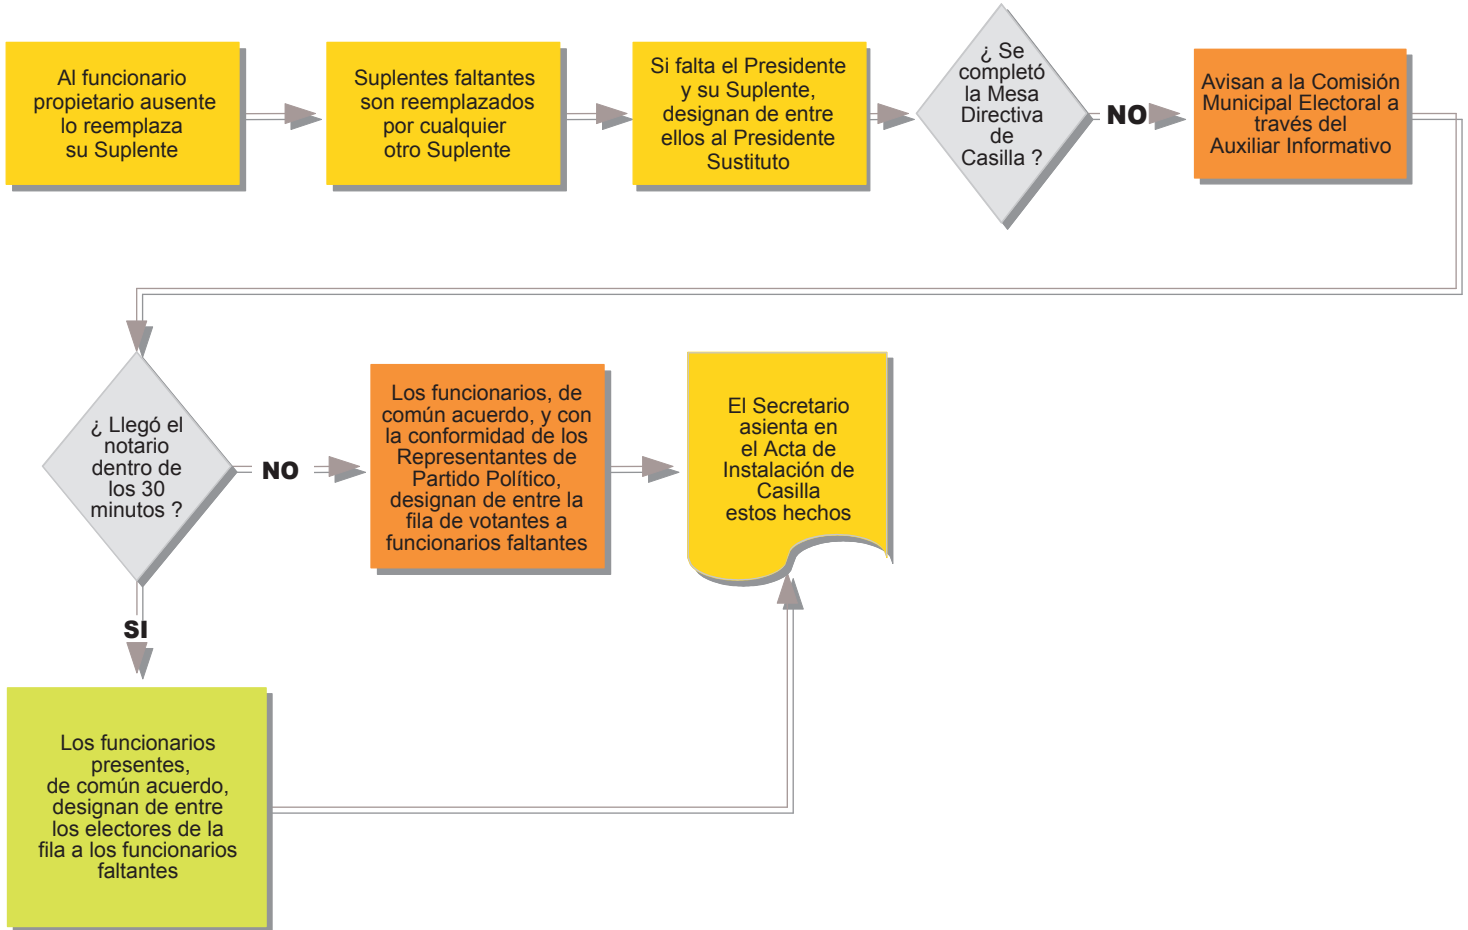 Al funcionario
propietario ausente
lo reemplaza
su Suplente
Suplentes faltantes
son reemplazados
por cualquier
otro Suplente
Si falta el Presidente
y su Suplente,
designan de entre
ellos al Presidente
Sustituto
¿ Se
completó
la Mesa
Directiva
de
Casilla ?
NO
Avisan a la Comisión
Municipal Electoral a
través del
Auxiliar Informativo
¿ Llegó el
notario
dentro de
los 30
minutos ?
NO
Los funcionarios, de
común acuerdo, y con
la conformidad de los
Representantes de
Partido Político,
designan de entre la
fila de votantes a
funcionarios faltantes
El Secretario
asienta en
el Acta de
Instalación de
Casilla
estos hechos
SI
Los funcionarios
presentes,
de común acuerdo,
designan de entre
los electores de la
fila a los funcionarios
faltantes